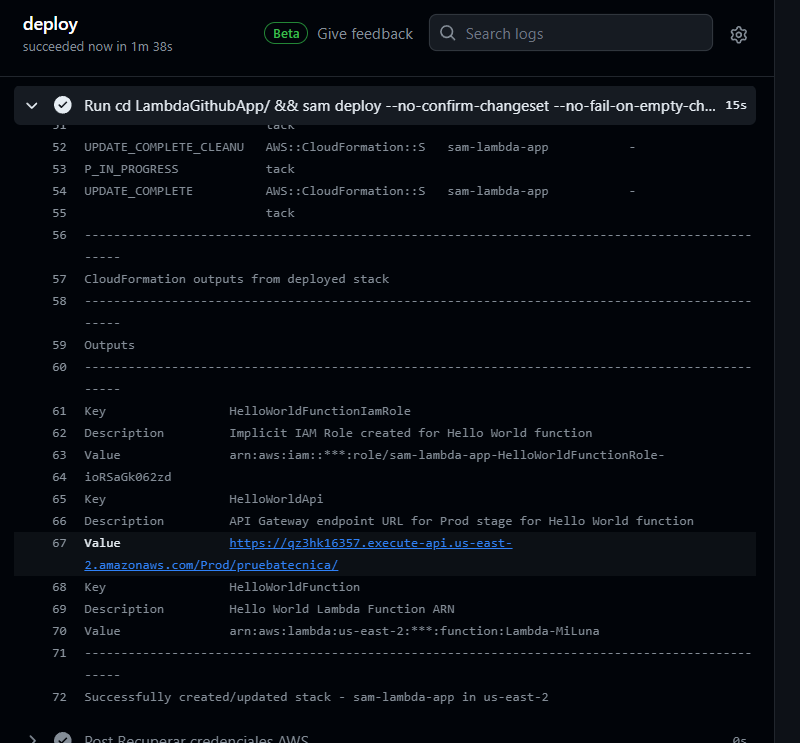 deploy
succeeded now in 1m 38s
Beta Give feedback
Search logs
Run cd LambdaGithubApp/ && sam deploy --no-confirm-changeset --no-fail-on-empty-ch... 15s
51 tack
52 UPDATE_COMPLETE_CLEANU AWS::CloudFormation::S sam-lambda-app -
53 P_IN_PROGRESS tack
54 UPDATE_COMPLETE AWS::CloudFormation::S sam-lambda-app -
55 tack
56 --------------------------------------------------------------------------------------------
-----
57 CloudFormation outputs from deployed stack
58 --------------------------------------------------------------------------------------------
-----
59 Outputs
60 --------------------------------------------------------------------------------------------
-----
61 Key HelloWorldFunctionIamRole
62 Description Implicit IAM Role created for Hello World function
63 Value arn:aws:iam::***:role/sam-lambda-app-HelloWorldFunctionRole-
64 ioRSaGk062zd
65 Key HelloWorldApi
66 Description API Gateway endpoint URL for Prod stage for Hello World function
67 Value https://qz3hk16357.execute-api.us-east-
2.amazonaws.com/Prod/pruebatecnica/
68 Key HelloWorldFunction
69 Description Hello World Lambda Function ARN
70 Value arn:aws:lambda:us-east-2:***:function:Lambda-MiLuna
71 --------------------------------------------------------------------------------------------
-----
72 Successfully created/updated stack - sam-lambda-app in us-east-2
Post Recuperar credenciales AWS 0s